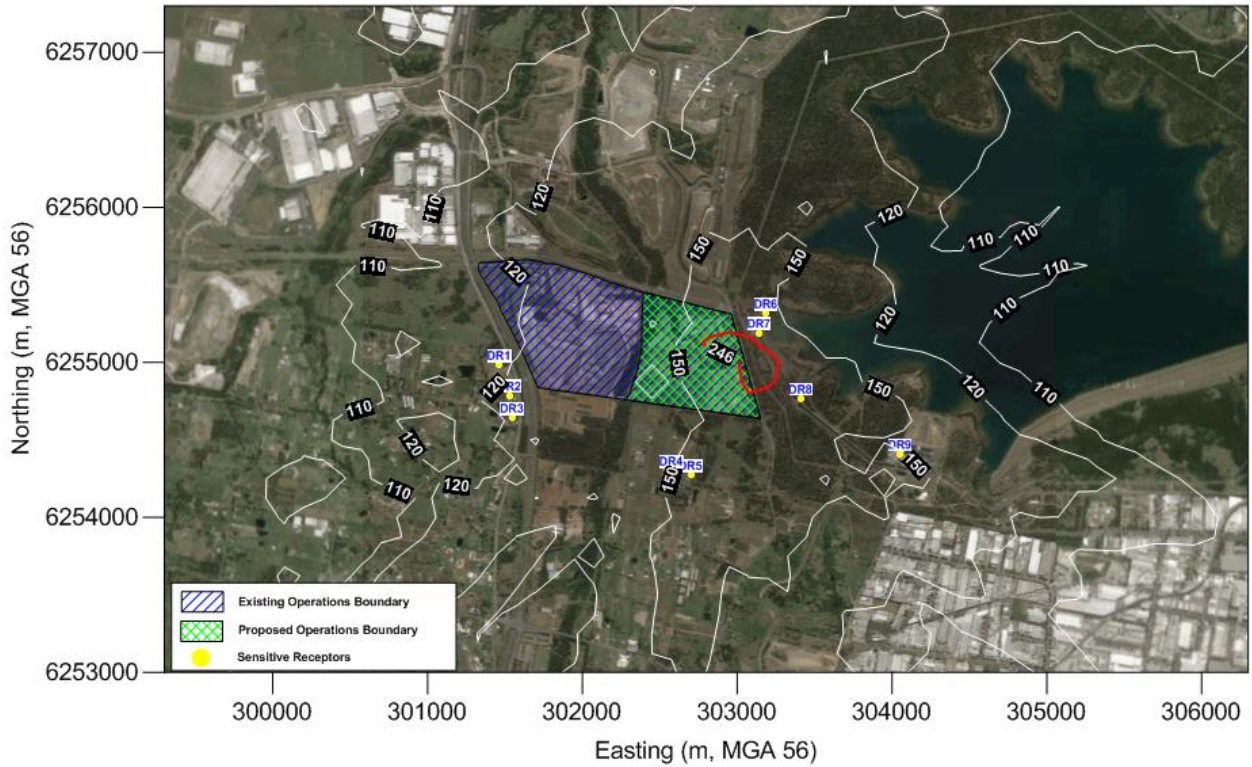 6257000
6256000
6255000
6254000
6253000
Northing (m, MGA 56)
110
120
110
110
110
120
150
150
120
110
110
110
110
120
DR6
DR7
246
150
DR1
120
R2
DR3
DR8
150
120
110
110
120
110
120
DR4
DR5
150
DR9
150
Existing Operations Boundary
Proposed Operations Boundary
Sensitive Receptors
300000 301000 302000 303000 304000 305000 306000
Easting (m, MGA 56)